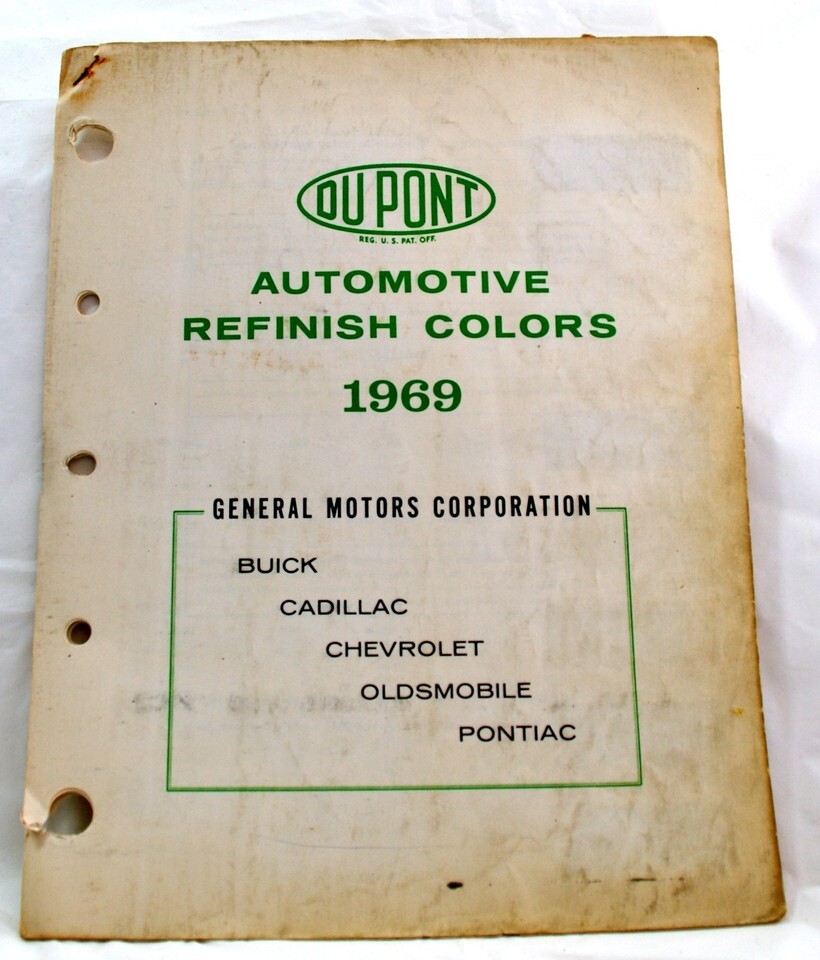 DU PONT
REG. U. S. PAT. OFF.
AUTOMOTIVE
REFINISH COLORS
1969
GENERAL MOTORS CORPORATION
BUICK
CADILLAC
CHEVROLET
OLDSMOBILE
PONTIAC